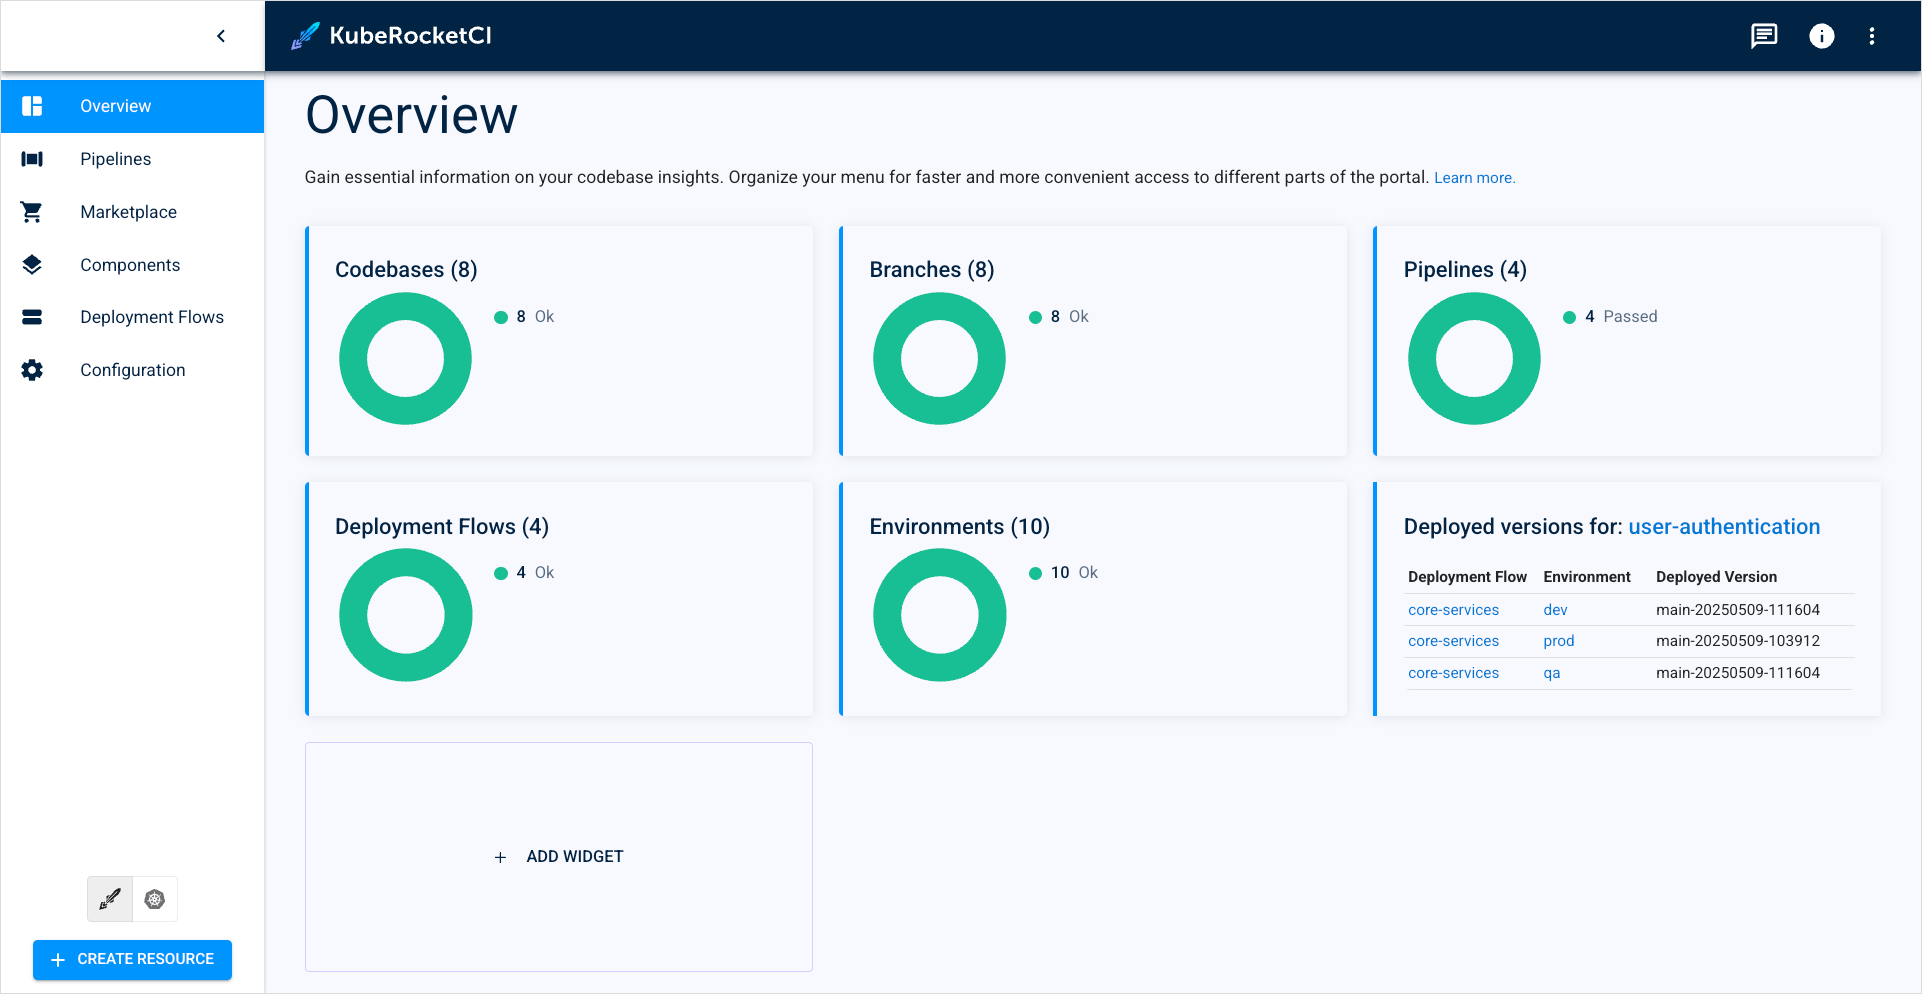 KubeRocketCI
Overview
Pipelines
Marketplace
Components
Deployment Flows
Configuration
CREATE RESOURCE
Overview
Gain essential information on your codebase insights. Organize your menu for faster and more convenient access to different parts of the portal. Learn more.
Codebases (8)
8 Ok
Branches (8)
8 Ok
Pipelines (4)
4 Passed
Deployment Flows (4)
4 Ok
Environments (10)
10 Ok
Deployed versions for: user-authentication
Deployment Flow Environment Deployed Version
core-services dev main-20250509-111604
core-services prod main-20250509-103912
core-services qa main-20250509-111604
ADD WIDGET